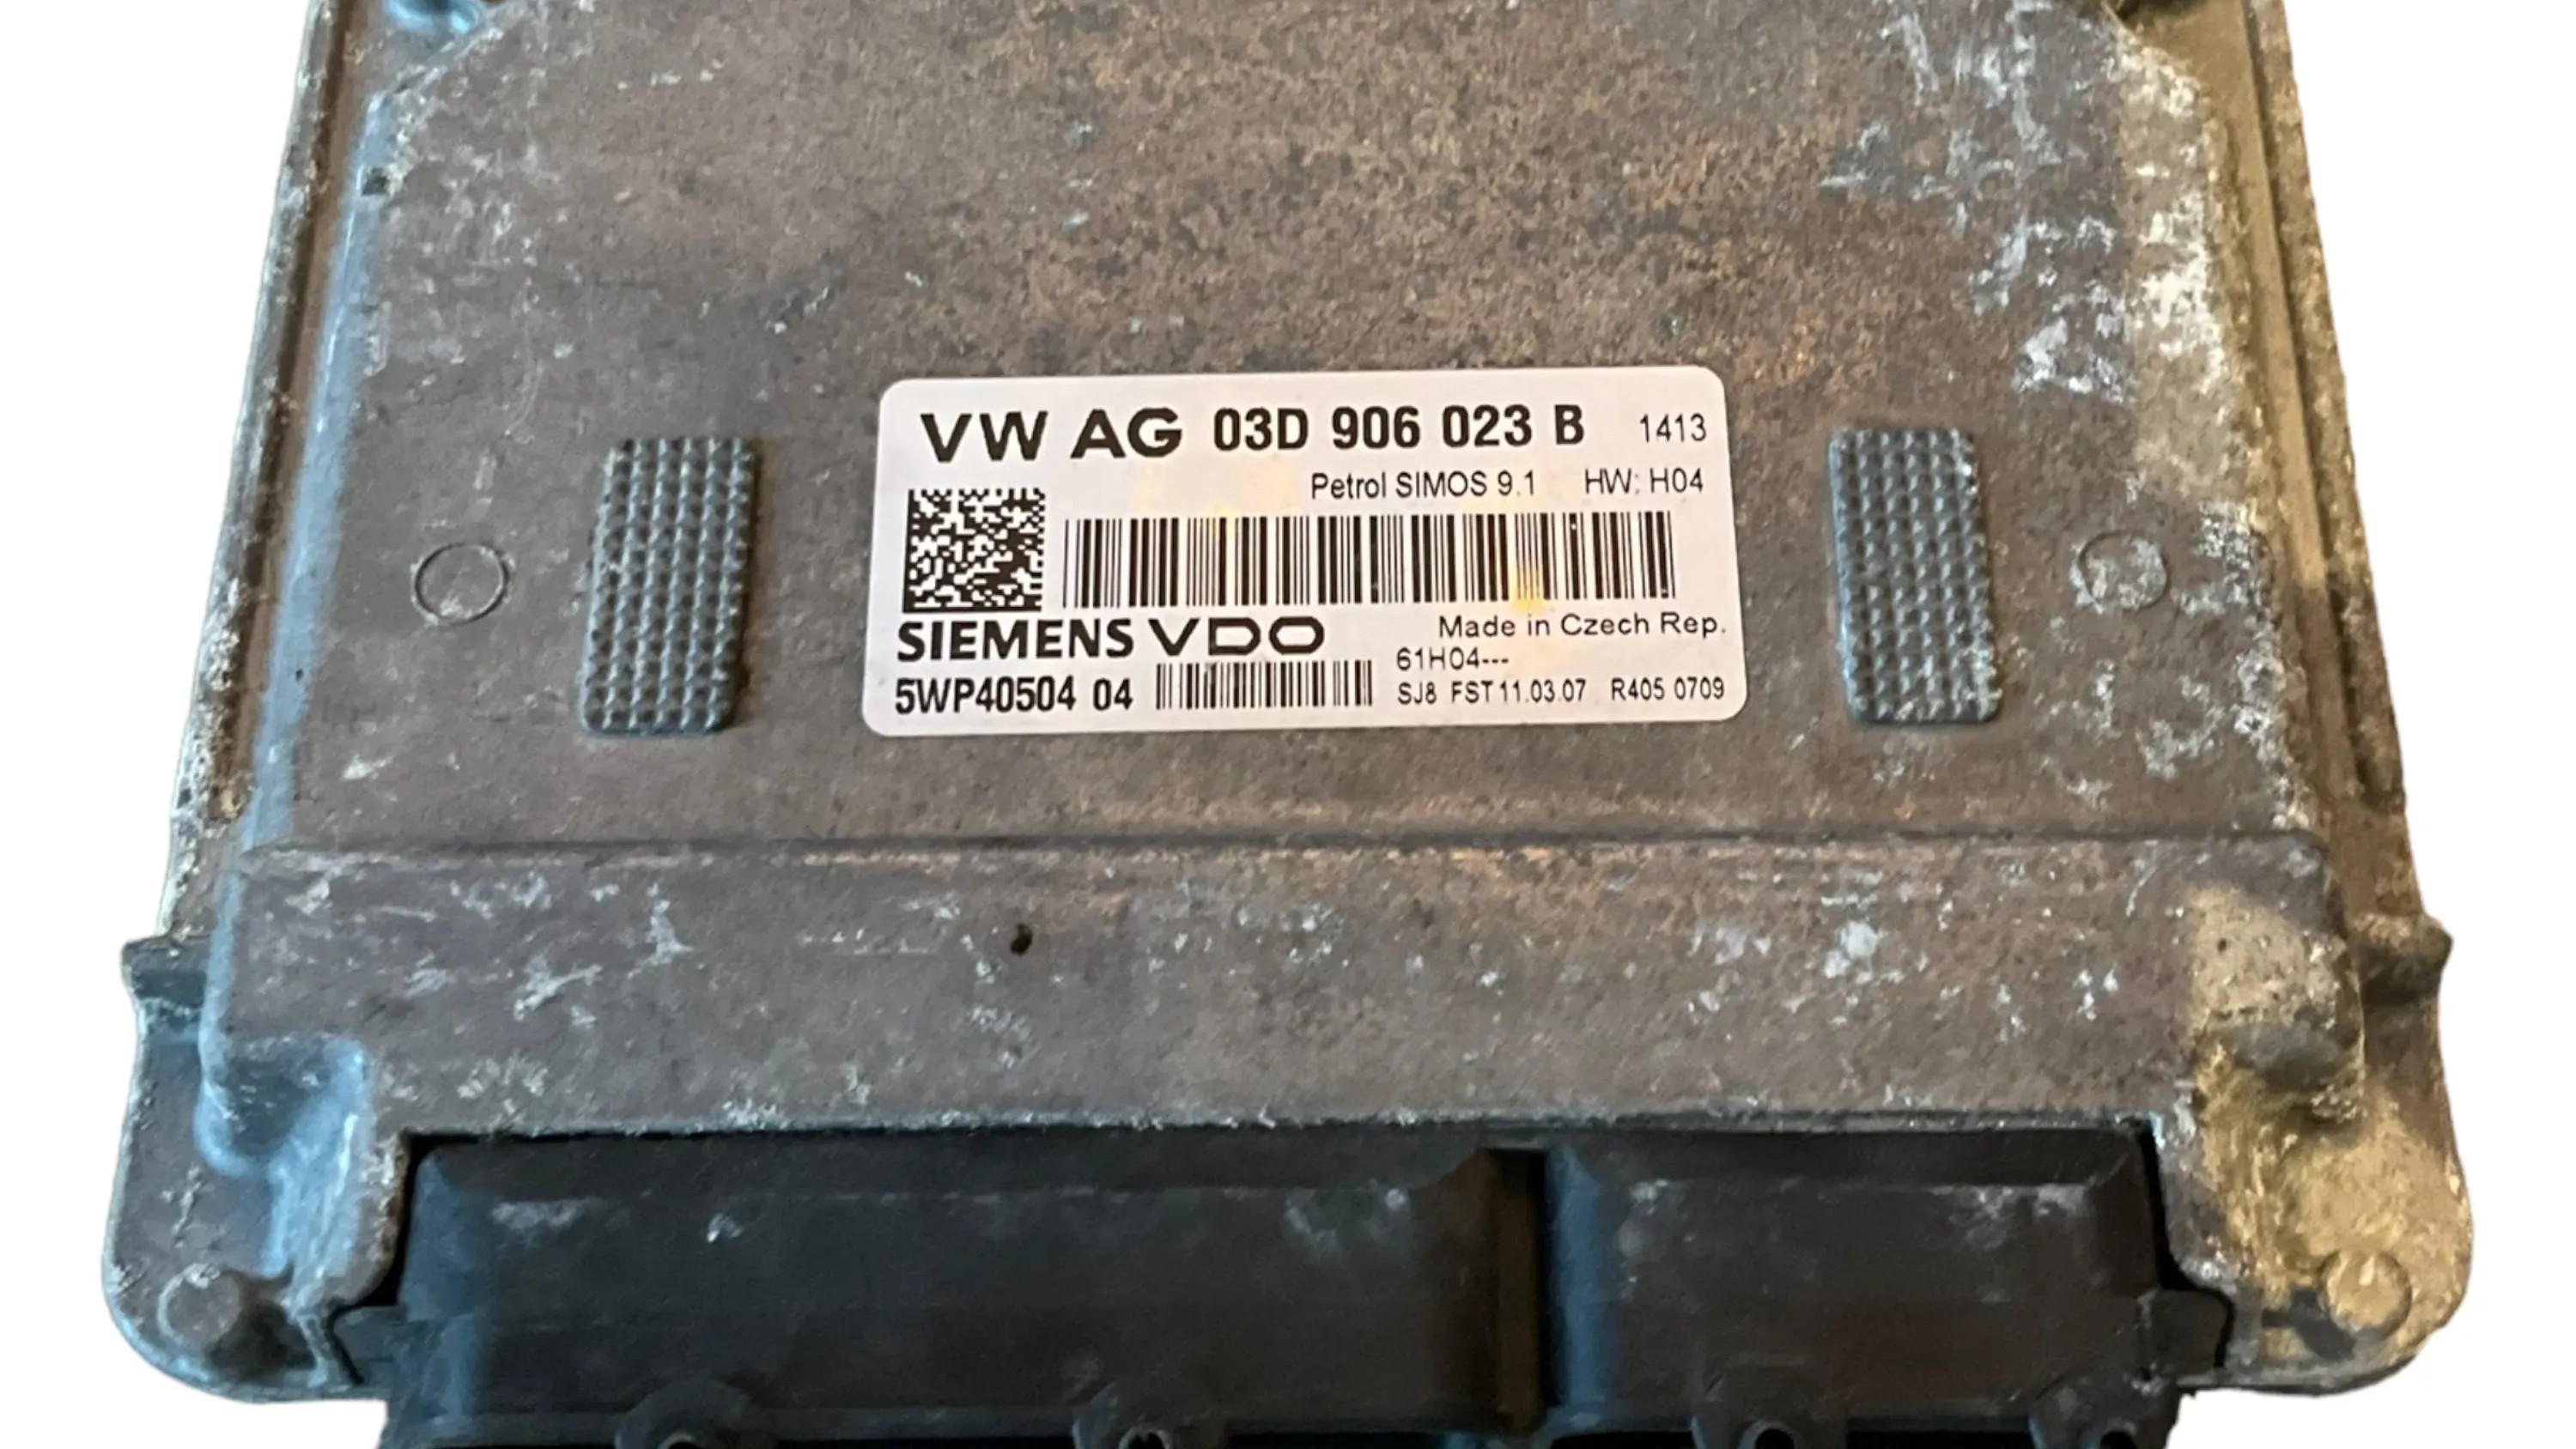 VW AG 03D 906 023 B 1413
Petrol SIMOS 9.1 HW: H04
SIEMENS VDO Made in Czech Rep.
61H04---
5WP40504 04 SJ8 FST 11.03.07 R405 0709